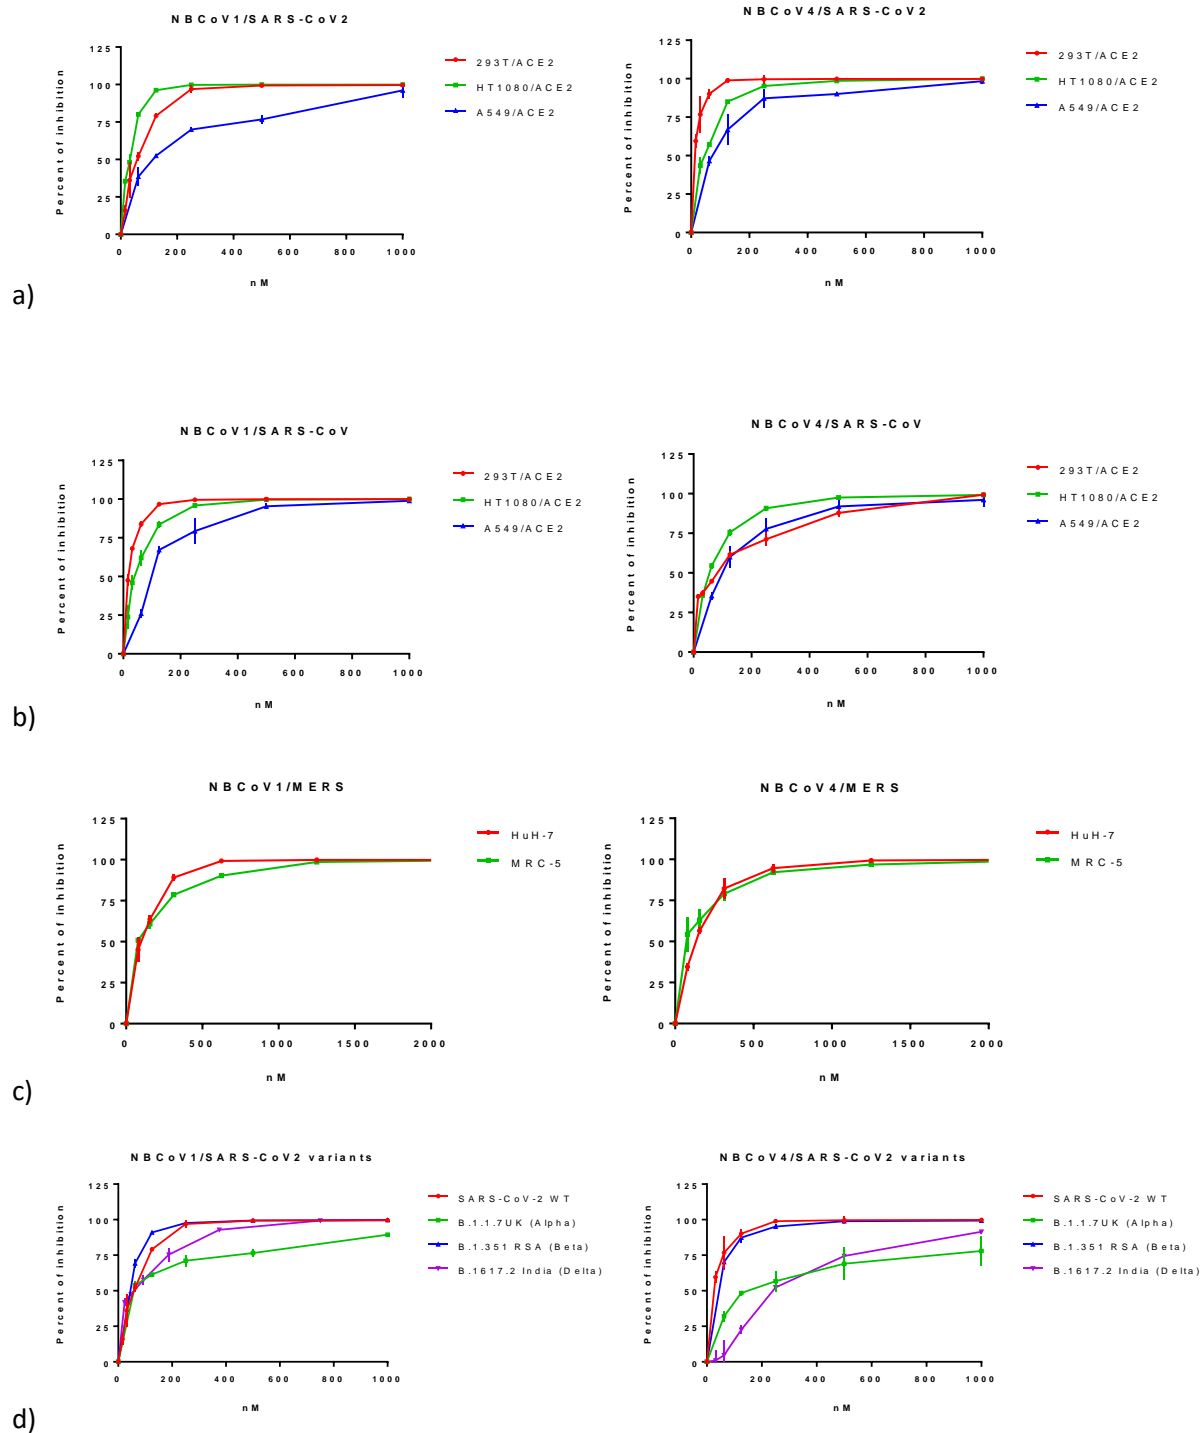 NBCoV1/SARS-CoV2
125
100
75
50
25
0
0 200 400 600 800 1000
Percent of inhibition
nM
293T/ACE2
HT1080/ACE2
A549/ACE2
NBCoV4/SARS-CoV2
125
100
75
50
25
0
0 200 400 600 800 1000
Percent of inhibition
nM
293T/ACE2
HT1080/ACE2
A549/ACE2
a)
NBCoV1/SARS-CoV
125
100
75
50
25
0
0 200 400 600 800 1000
Percent of inhibition
nM
293T/ACE2
HT1080/ACE2
A549/ACE2
NBCoV4/SARS-CoV
125
100
75
50
25
0
0 200 400 600 800 1000
Percent of inhibition
nM
293T/ACE2
HT1080/ACE2
A549/ACE2
b)
NBCoV1/MERS
125
100
75
50
25
0
0 500 1000 1500 2000
Percent of inhibition
nM
HuH-7
MRC-5
NBCoV4/MERS
125
100
75
50
25
0
0 500 1000 1500 2000
Percent of inhibition
nM
HuH-7
MRC-5
c)
NBCoV1/SARS-CoV2 variants
125
100
75
50
25
0
0 200 400 600 800 1000
Percent of inhibition
nM
SARS-CoV-2 WT
B.1.1.7UK (Alpha)
B.1.351 RSA (Beta)
B.1617.2 India (Delta)
NBCoV4/SARS-CoV2 variants
125
100
75
50
25
0
0 200 400 600 800 1000
Percent of inhibition
nM
SARS-CoV-2 WT
B.1.1.7UK (Alpha)
B.1.351 RSA (Beta)
B.1617.2 India (Delta)
d)